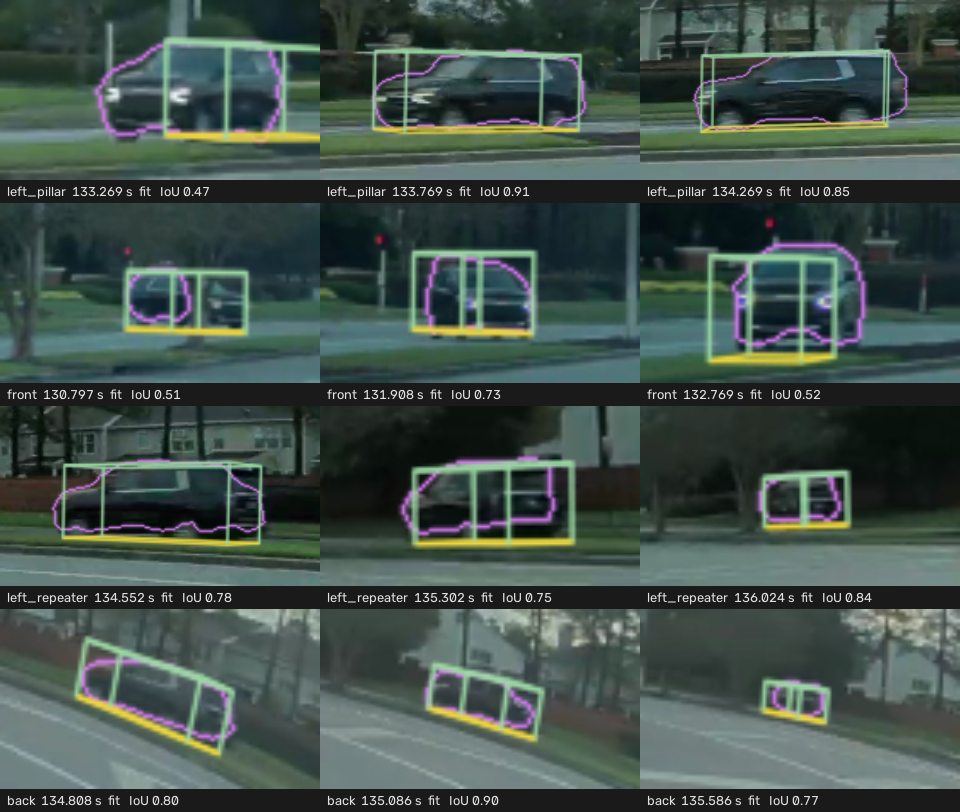 left_pillar 133.269 s fit IoU 0.47
left_pillar 133.769 s fit IoU 0.91
left_pillar 134.269 s fit IoU 0.85
front 130.797 s fit IoU 0.51
front 131.908 s fit IoU 0.73
front 132.769 s fit IoU 0.52
left_repeater 134.552 s fit IoU 0.78
left_repeater 135.302 s fit IoU 0.75
left_repeater 136.024 s fit IoU 0.84
back 134.808 s fit IoU 0.80
back 135.086 s fit IoU 0.90
back 135.586 s fit IoU 0.77